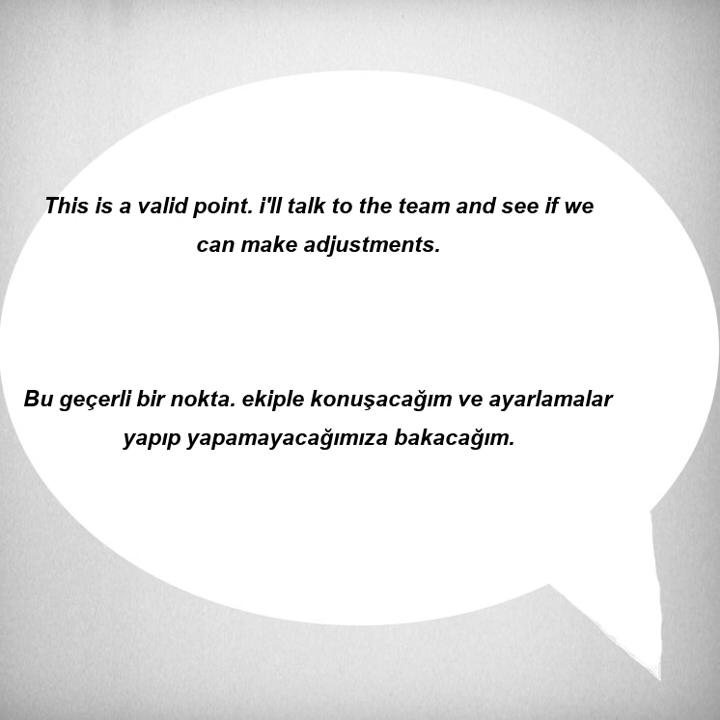 This is a valid point. i'll talk to the team and see if we
can make adjustments.
Bu geçerli bir nokta. ekiple konuşacağım ve ayarlamalar
yapıp yapamayacağımıza bakacağım.